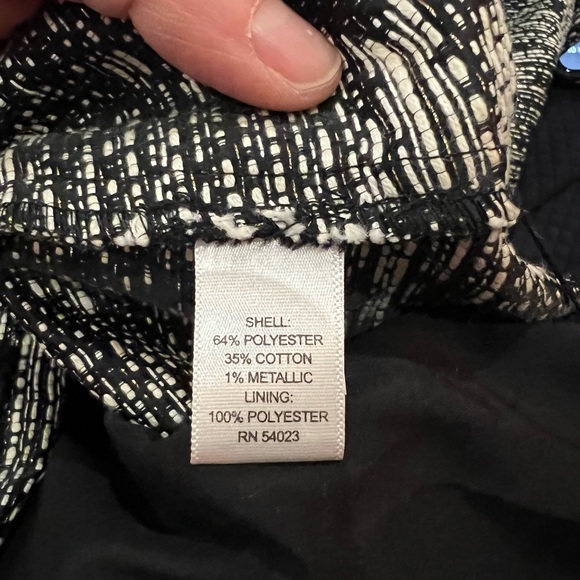 SHELL:
64% POLYESTER
35% COTTON
1% METALLIC
LINING:
100% POLYESTER
RN 54023